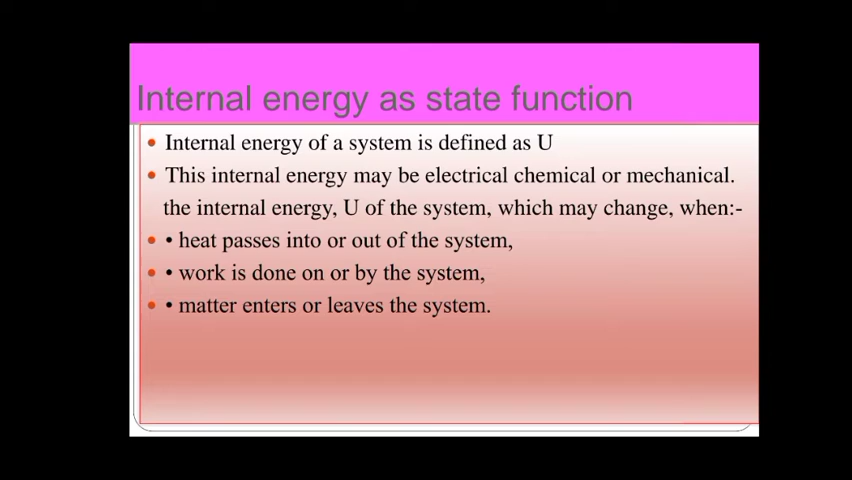 Internal energy as state function
• Internal energy of a system is defined as U
• This internal energy may be electrical chemical or mechanical.
the internal energy, U of the system, which may change, when:-
• • heat passes into or out of the system,
• • work is done on or by the system,
• • matter enters or leaves the system.